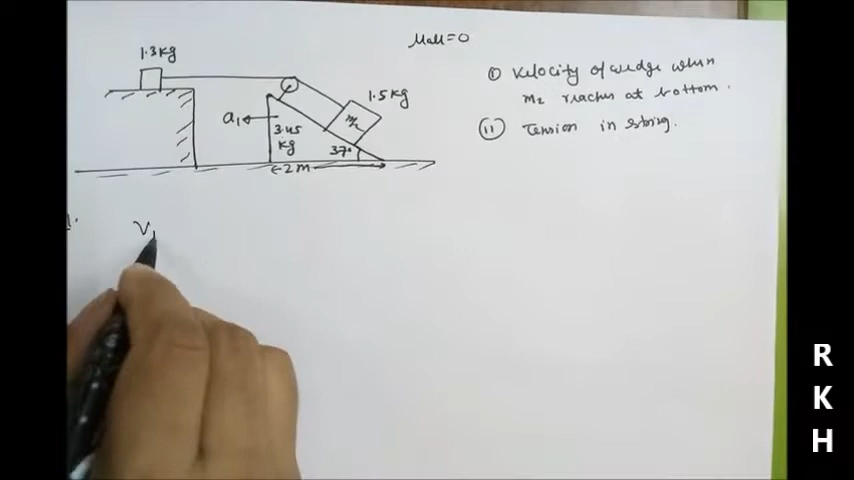 μall=0
1.3kg
① Velocity of wedge when
m₂ reaches at bottom.
1.5kg
m₂
a₁
3.45
kg
37°
2m
ⓘⓘ Tension in string.
V
R
K
H